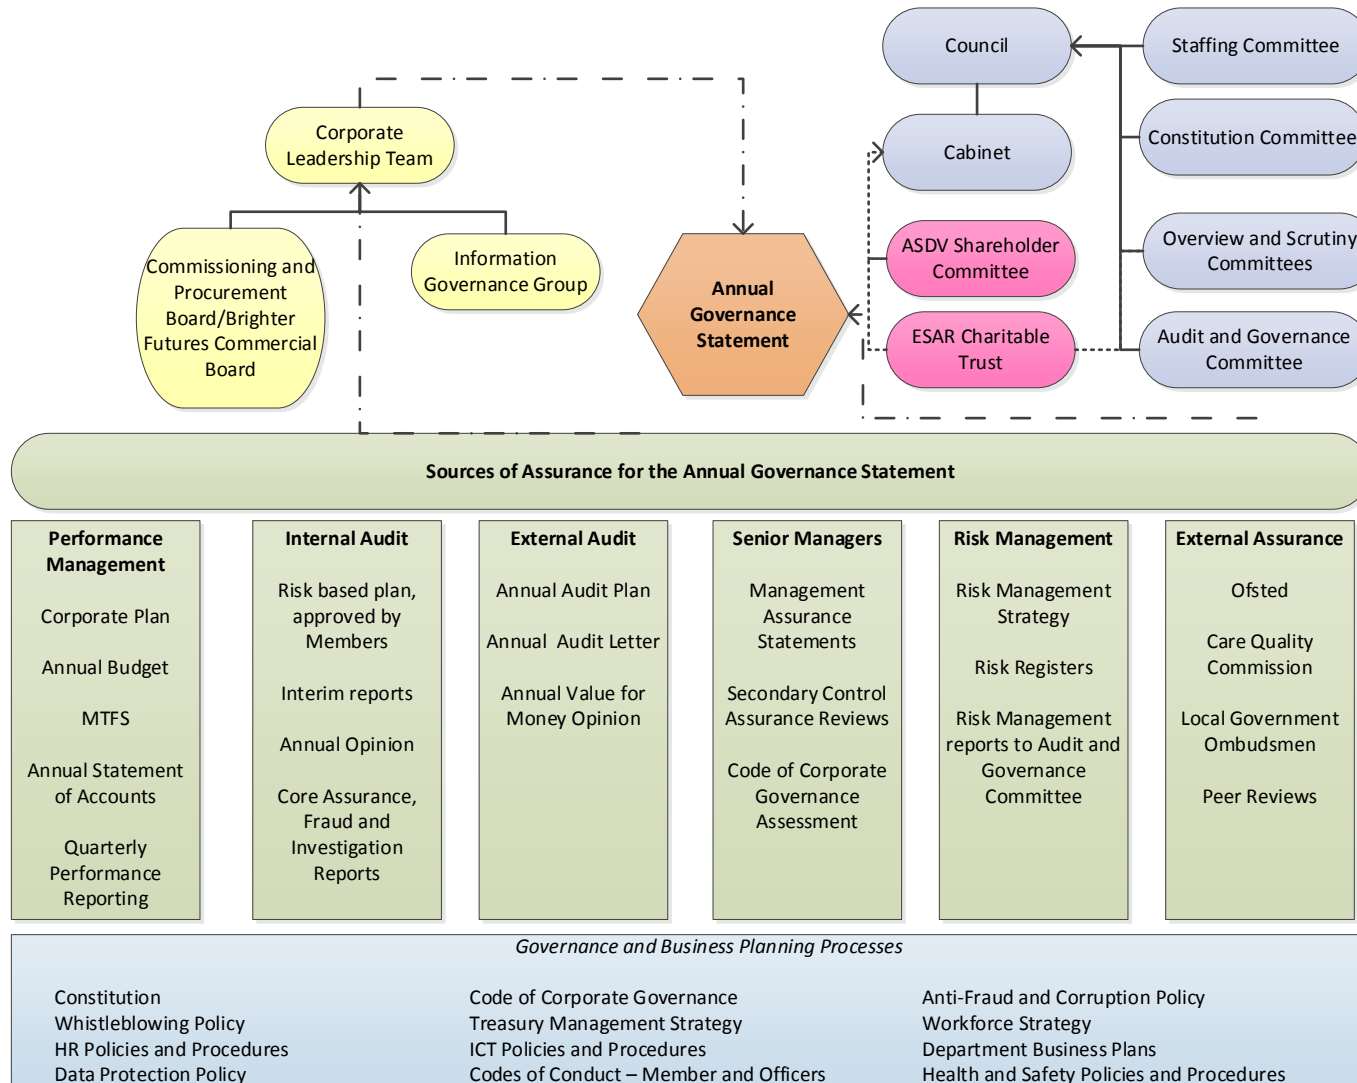 Council
Staffing Committee
Corporate
Leadership Team
Cabinet
Constitution Committee
Commissioning and
Procurement
Board/Brighter
Futures Commercial
Board
Information
Governance Group
Annual
Governance
Statement
ASDV Shareholder
Committee
Overview and Scrutiny
Committees
ESAR Charitable
Trust
Audit and Governance
Committee
Sources of Assurance for the Annual Governance Statement
Performance
Management
Corporate Plan
Annual Budget
MTFS
Annual Statement
of Accounts
Quarterly
Performance
Reporting
Internal Audit
Risk based plan,
approved by
Members
Interim reports
Annual Opinion
Core Assurance,
Fraud and
Investigation
Reports
External Audit
Annual Audit Plan
Annual Audit Letter
Annual Value for
Money Opinion
Senior Managers
Management
Assurance
Statements
Secondary Control
Assurance Reviews
Code of Corporate
Governance
Assessment
Risk Management
Risk Management
Strategy
Risk Registers
Risk Management
reports to Audit and
Governance
Committee
External Assurance
Ofsted
Care Quality
Commission
Local Government
Ombudsmen
Peer Reviews
Governance and Business Planning Processes
Constitution
Whistleblowing Policy
HR Policies and Procedures
Data Protection Policy
Code of Corporate Governance
Treasury Management Strategy
ICT Policies and Procedures
Codes of Conduct – Member and Officers
Anti-Fraud and Corruption Policy
Workforce Strategy
Department Business Plans
Health and Safety Policies and Procedures